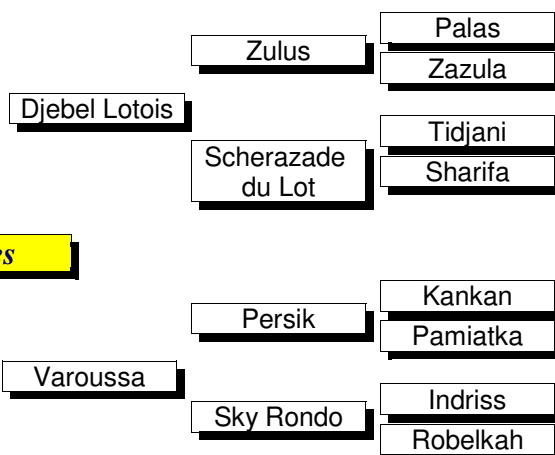 Palas
Zulus
Zazula
Djebel Lotois
Tidjani
Scherazade
du Lot
Sharifa
Kankan
Persik
Pamiatka
Varoussa
Indriss
Sky Rondo
Robelkah